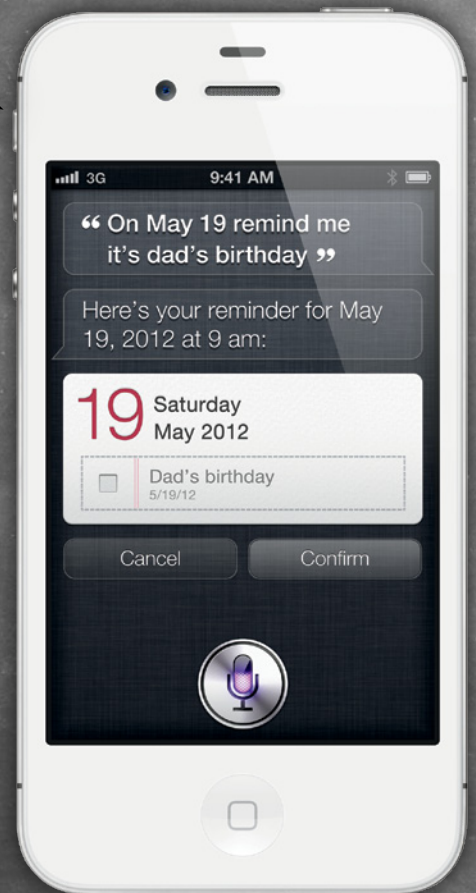 3G 9:41 AM
“ On May 19 remind me
it’s dad’s birthday ”
Here’s your reminder for May
19, 2012 at 9 am:
19 Saturday
May 2012
Dad’s birthday
5/19/12
Cancel Confirm